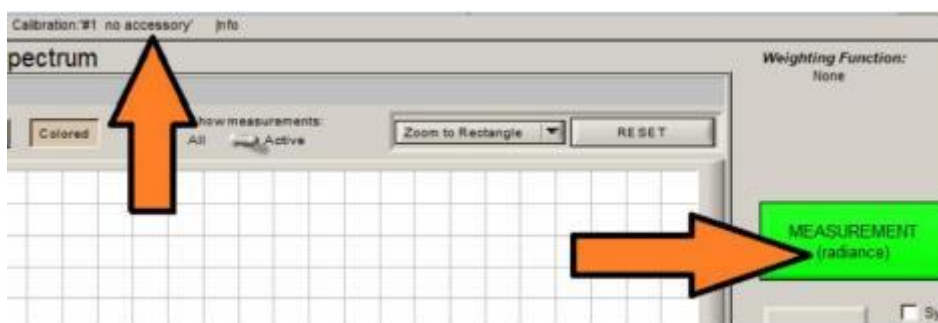 Calibration:'#1 no accessory' Info
pectrum
Weighting Function:
None
Colored
how measurements:
All Active
Zoom to Rectangle
RESET
MEASUREMENT
(radiance)
Sy